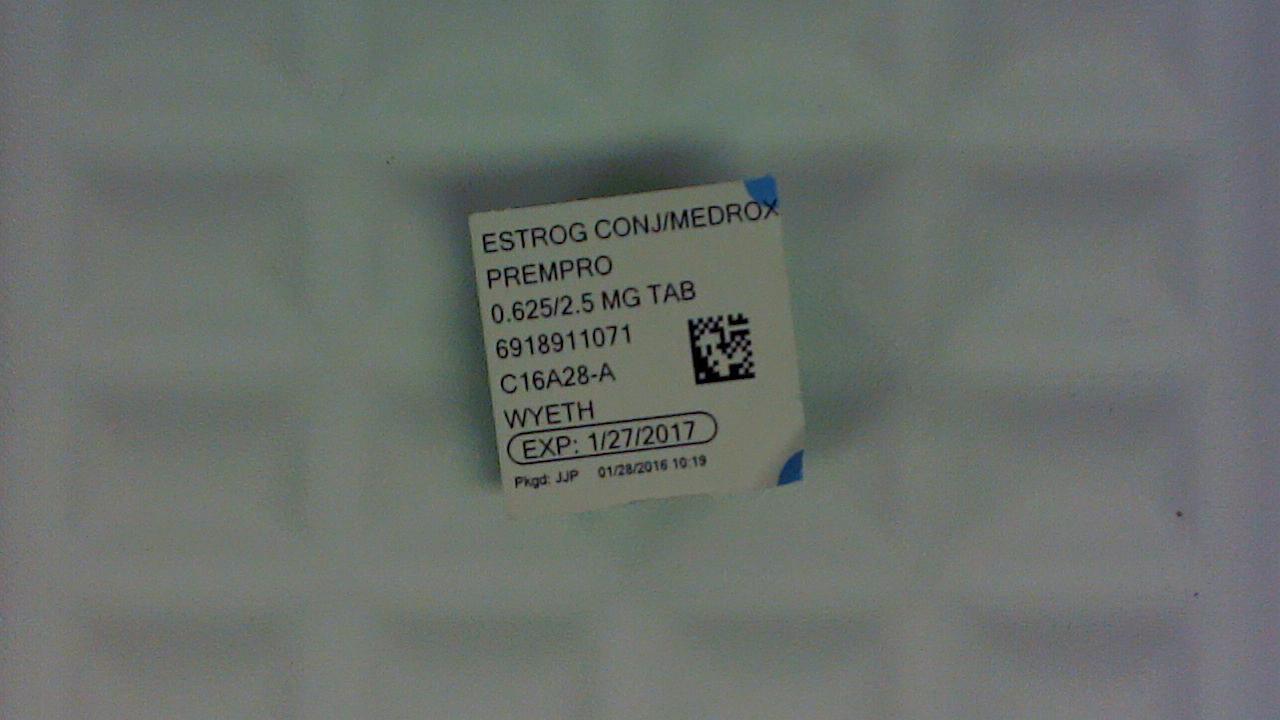 ESTROG CONJ/MEDROX
PREMPRO
0.625/2.5 MG TAB
6918911071
C16A28-A
WYETH
EXP: 1/27/2017
Pkgd: JJP 01/28/2016 10:19